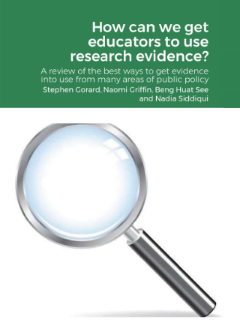 How can we get
educators to use
research evidence?
A review of the best ways to get evidence
into use from many areas of public policy
Stephen Gorard, Naomi Griffin, Beng Huat See
and Nadia Siddiqui